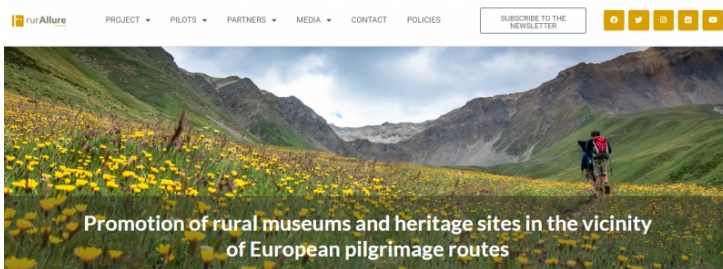 rurAllure
PROJECT
PILOTS
PARTNERS
MEDIA
CONTACT
POLICIES
SUBSCRIBE TO THE
NEWSLETTER
Promotion of rural museums and heritage sites in the vicinity
of European pilgrimage routes